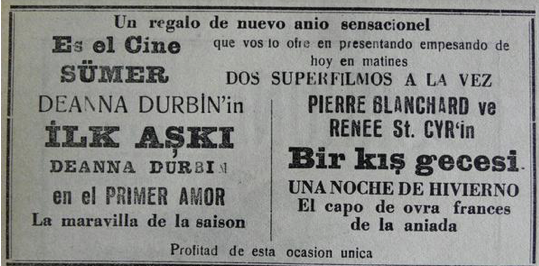 Un regalo de nuevo anio sensacionel
Es el Cine
SÜMER
que vos lo ofre en presentando empesando de
hoy en matines
DOS SUPERFILMOS A LA VEZ
DEANNA DURBİN'in
İLK AŞKI
DEANNA DURBIN
en el PRIMER AMOR
La maravilla de la saison
PIERRE BLANCHARD ve
RENEE St. CYR'in
Bir kış gecesi
UNA NOCHE DE HIVIERNO
El capo de ovra frances
de la aniada
Profitad de esta ocasion unica